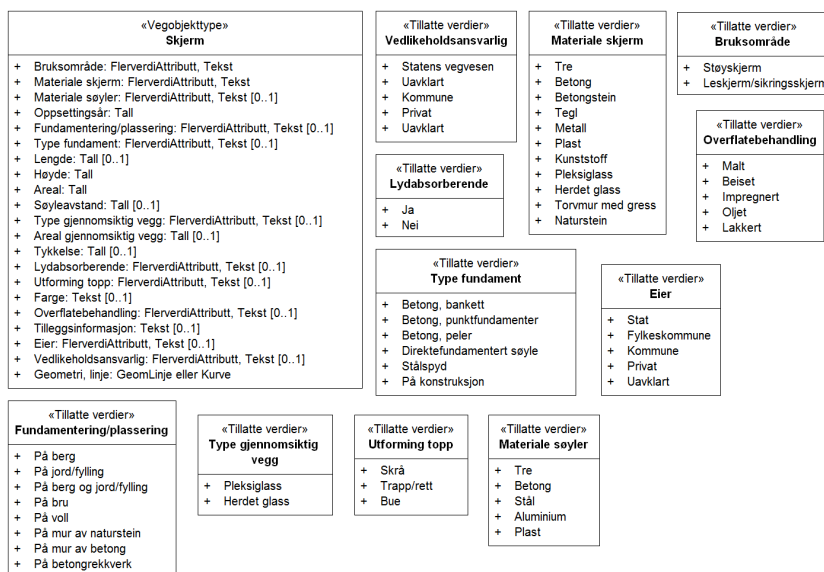 «Vegobjekttype»
Skjerm
+ Bruksområde: FlerverdiAttributt, Tekst
+ Materiale skjerm: FlerverdiAttributt, Tekst
+ Materiale søyler: FlerverdiAttributt, Tekst [0..1]
+ Oppsettingsår: Tall
+ Fundamentering/plassering: FlerverdiAttributt, Tekst [0..1]
+ Type fundament: FlerverdiAttributt, Tekst [0..1]
+ Lengde: Tall [0..1]
+ Høyde: Tall
+ Areal: Tall
+ Søyleavstand: Tall [0..1]
+ Type gjennomsiktig vegg: FlerverdiAttributt, Tekst [0..1]
+ Areal gjennomsiktig vegg: Tall [0..1]
+ Tykkelse: Tall [0..1]
+ Lydabsorberende: FlerverdiAttributt, Tekst [0..1]
+ Utforming topp: FlerverdiAttributt, Tekst [0..1]
+ Farge: Tekst [0..1]
+ Overflatebehandling: FlerverdiAttributt, Tekst [0..1]
+ Tilleggsinformasjon: Tekst [0..1]
+ Eier: FlerverdiAttributt, Tekst [0..1]
+ Vedlikeholdsansvarlig: FlerverdiAttributt, Tekst [0..1]
+ Geometri, linje: GeomLinje eller Kurve
«Tillatte verdier»
Vedlikeholdsansvarlig
+ Statens vegvesen
+ Uavklart
+ Kommune
+ Privat
+ Uavklart
«Tillatte verdier»
Materiale skjerm
+ Tre
+ Betong
+ Betongstein
+ Tegl
+ Metall
+ Plast
+ Kunststoff
+ Pleksiglass
+ Herdet glass
+ Torvmur med gress
+ Naturstein
«Tillatte verdier»
Bruksområde
+ Støyskjerm
+ Leskjerm/sikringsskjerm
«Tillatte verdier»
Overflatebehandling
+ Malt
+ Beiset
+ Impregnert
+ Oljet
+ Lakkert
«Tillatte verdier»
Lydabsorberende
+ Ja
+ Nei
«Tillatte verdier»
Type fundament
+ Betong, bankett
+ Betong, punktfundamenter
+ Betong, peler
+ Direktefundamentert søyle
+ Stålspyd
+ På konstruksjon
«Tillatte verdier»
Eier
+ Stat
+ Fylkeskommune
+ Kommune
+ Privat
+ Uavklart
«Tillatte verdier»
Fundamentering/plassering
+ På berg
+ På jord/fylling
+ På berg og jord/fylling
+ På bru
+ På voll
+ På mur av naturstein
+ På mur av betong
+ På betongrekkverk
«Tillatte verdier»
Type gjennomsiktig
vegg
+ Pleksiglass
+ Herdet glass
«Tillatte verdier»
Utforming topp
+ Skrå
+ Trapp/rett
+ Bue
«Tillatte verdier»
Materiale søyler
+ Tre
+ Betong
+ Stål
+ Aluminium
+ Plast